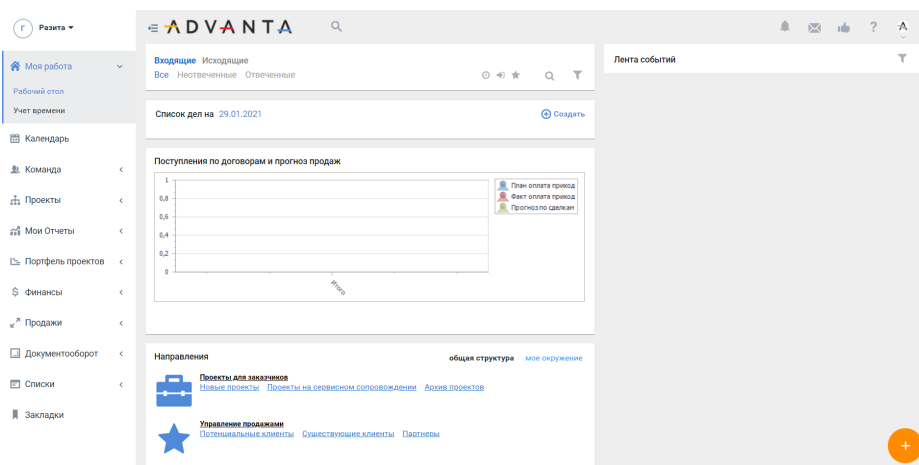 Г Разита
ADVANTA
?
Моя работа
Рабочий стол
Учет времени
Календарь
Команда
Проекты
Мои Отчеты
Портфель проектов
Финансы
Продажи
Документооборот
Списки
Закладки
Входящие Исходящие
Все Неотвеченные Отвеченные
Список дел на 29.01.2021
Создать
Поступления по договорам и прогноз продаж
1
0,8
0,6
0,4
0,2
0
Итого
План оплата приход
Факт оплата приход
Прогноз по сделкам
Направления
общая структура мое окружение
Проекты для заказчиков
Новые проекты Проекты на сервисном сопровождении Архив проектов
Управление продажами
Потенциальные клиенты Существующие клиенты Партнеры
Лента событий
+